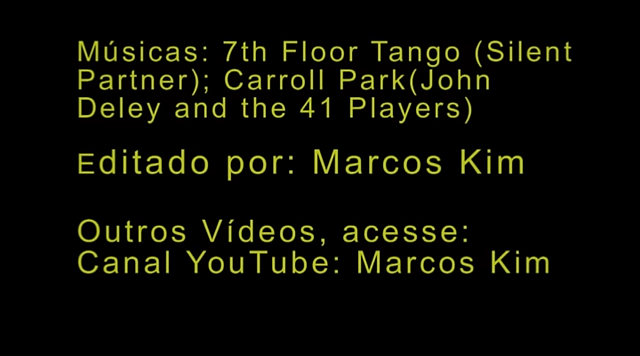 Músicas: 7th Floor Tango (Silent
Partner); Carroll Park(John
Deley and the 41 Players)
Editado por: Marcos Kim
Outros Vídeos, acesse:
Canal YouTube: Marcos Kim